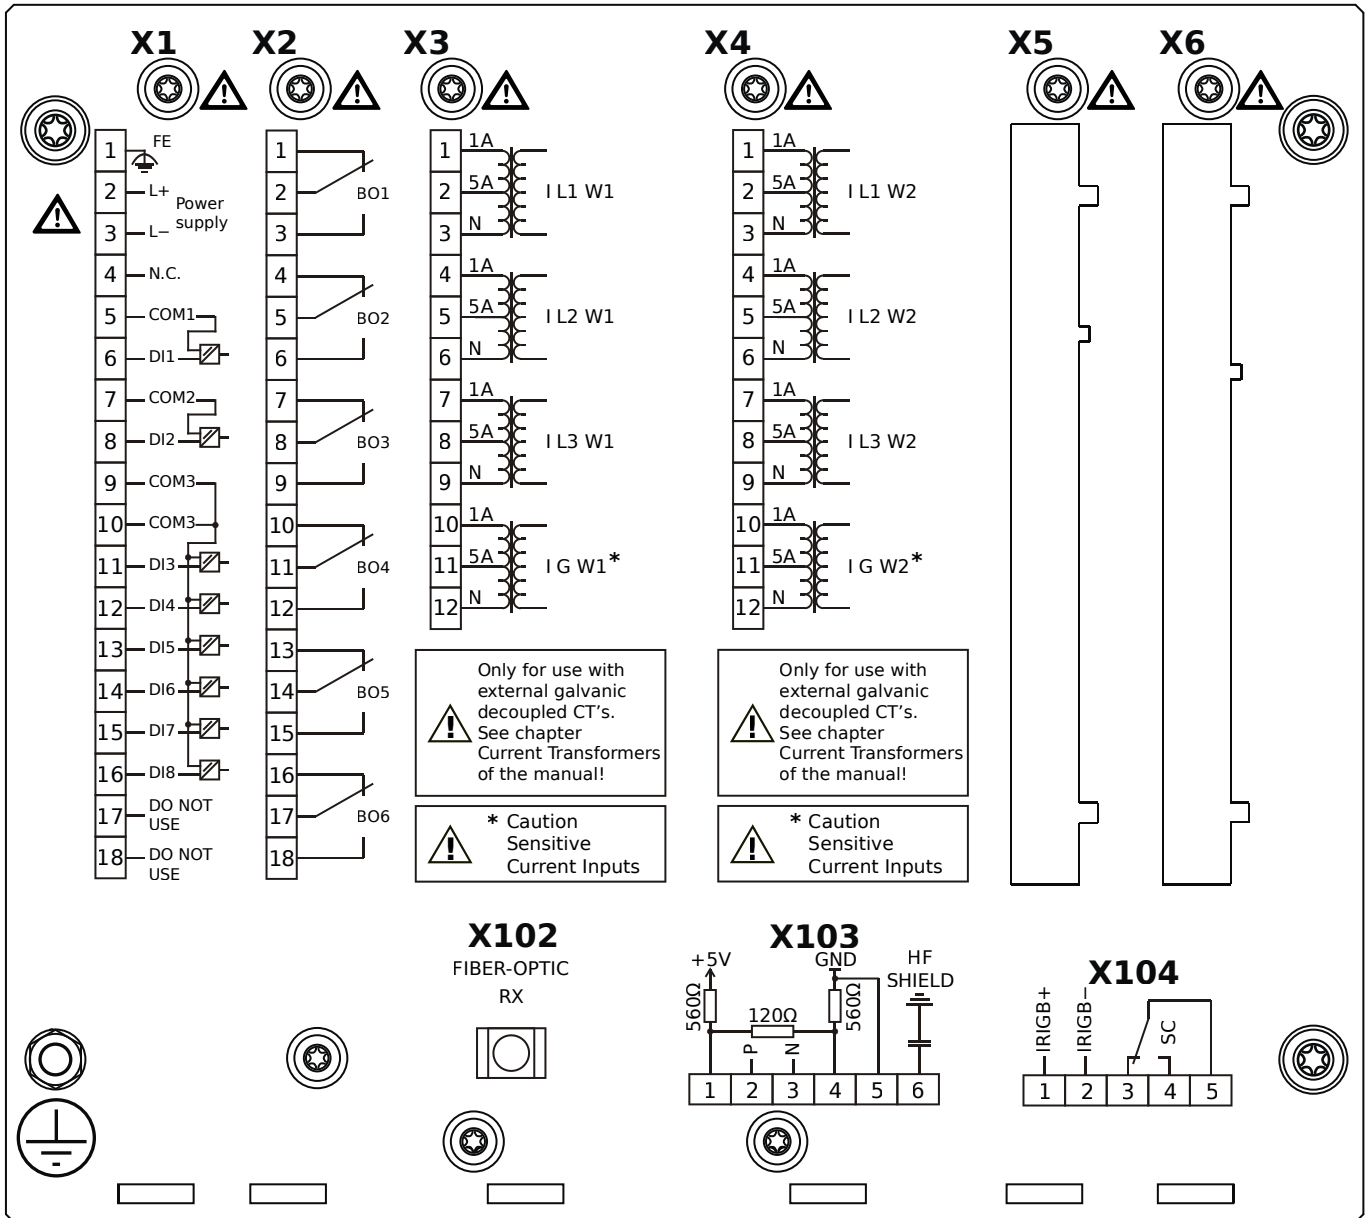 X1 X2 X3 X4 X5 X6
1 FE
2 L+
Power
supply
3 L−
4 N.C.
5 COM1
6 DI1
7 COM2
8 DI2
9 COM3
10 COM3
11 DI3
12 DI4
13 DI5
14 DI6
15 DI7
16 DI8
17 DO NOT
USE
18 DO NOT
USE
1
2 BO1
3
4
5 BO2
6
7
8 BO3
9
10
11 BO4
12
13
14 BO5
15
16
17 BO6
18
1 1A
2 5A I L1 W1
3 N
4 1A
5 5A I L2 W1
6 N
7 1A
8 5A I L3 W1
9 N
10 1A
11 5A I G W1*
12 N
Only for use with
external galvanic
decoupled CT's.
See chapter
Current Transformers
of the manual!
* Caution
Sensitive
Current Inputs
1 1A
2 5A I L1 W2
3 N
4 1A
5 5A I L2 W2
6 N
7 1A
8 5A I L3 W2
9 N
10 1A
11 5A I G W2*
12 N
Only for use with
external galvanic
decoupled CT's.
See chapter
Current Transformers
of the manual!
* Caution
Sensitive
Current Inputs
X102
FIBER-OPTIC
RX
X103
+5V GND HF
SHIELD
560Ω 120Ω 560Ω
P N
1 2 3 4 5 6
X104
IRIGB+ IRIGB− SC
1 2 3 4 5